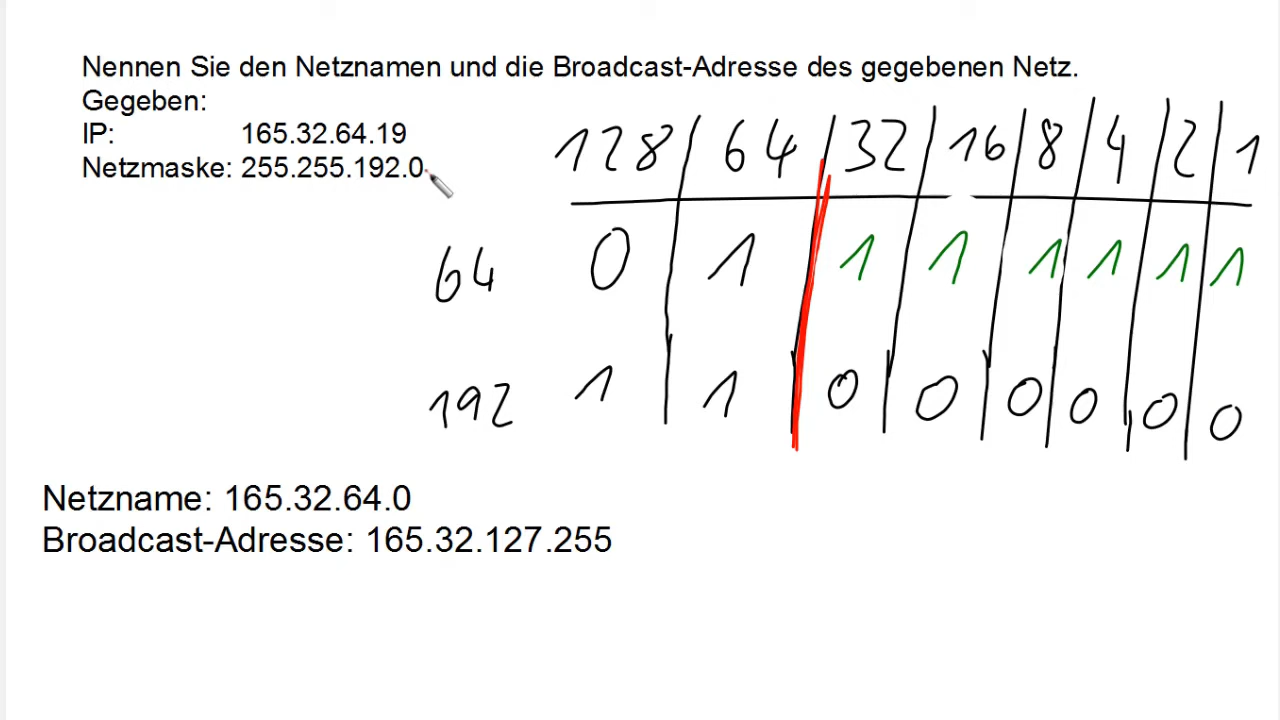 Nennen Sie den Netznamen und die Broadcast-Adresse des gegebenen Netz.
Gegeben:
IP: 165.32.64.19
Netzmaske: 255.255.192.0
128 64 32 16 8 4 2 1
64 0 1 1 1 1 1 1 1
192 1 1 0 0 0 0 0 0
Netzname: 165.32.64.0
Broadcast-Adresse: 165.32.127.255